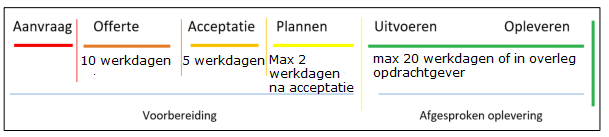 Aanvraag Offerte Acceptatie Plannen Uitvoeren Opleveren
10 werkdagen
5 werkdagen
Max 2
werkdagen
na acceptatie
max 20 werkdagen of in overleg
opdrachtgever
Voorbereiding Afgesproken oplevering